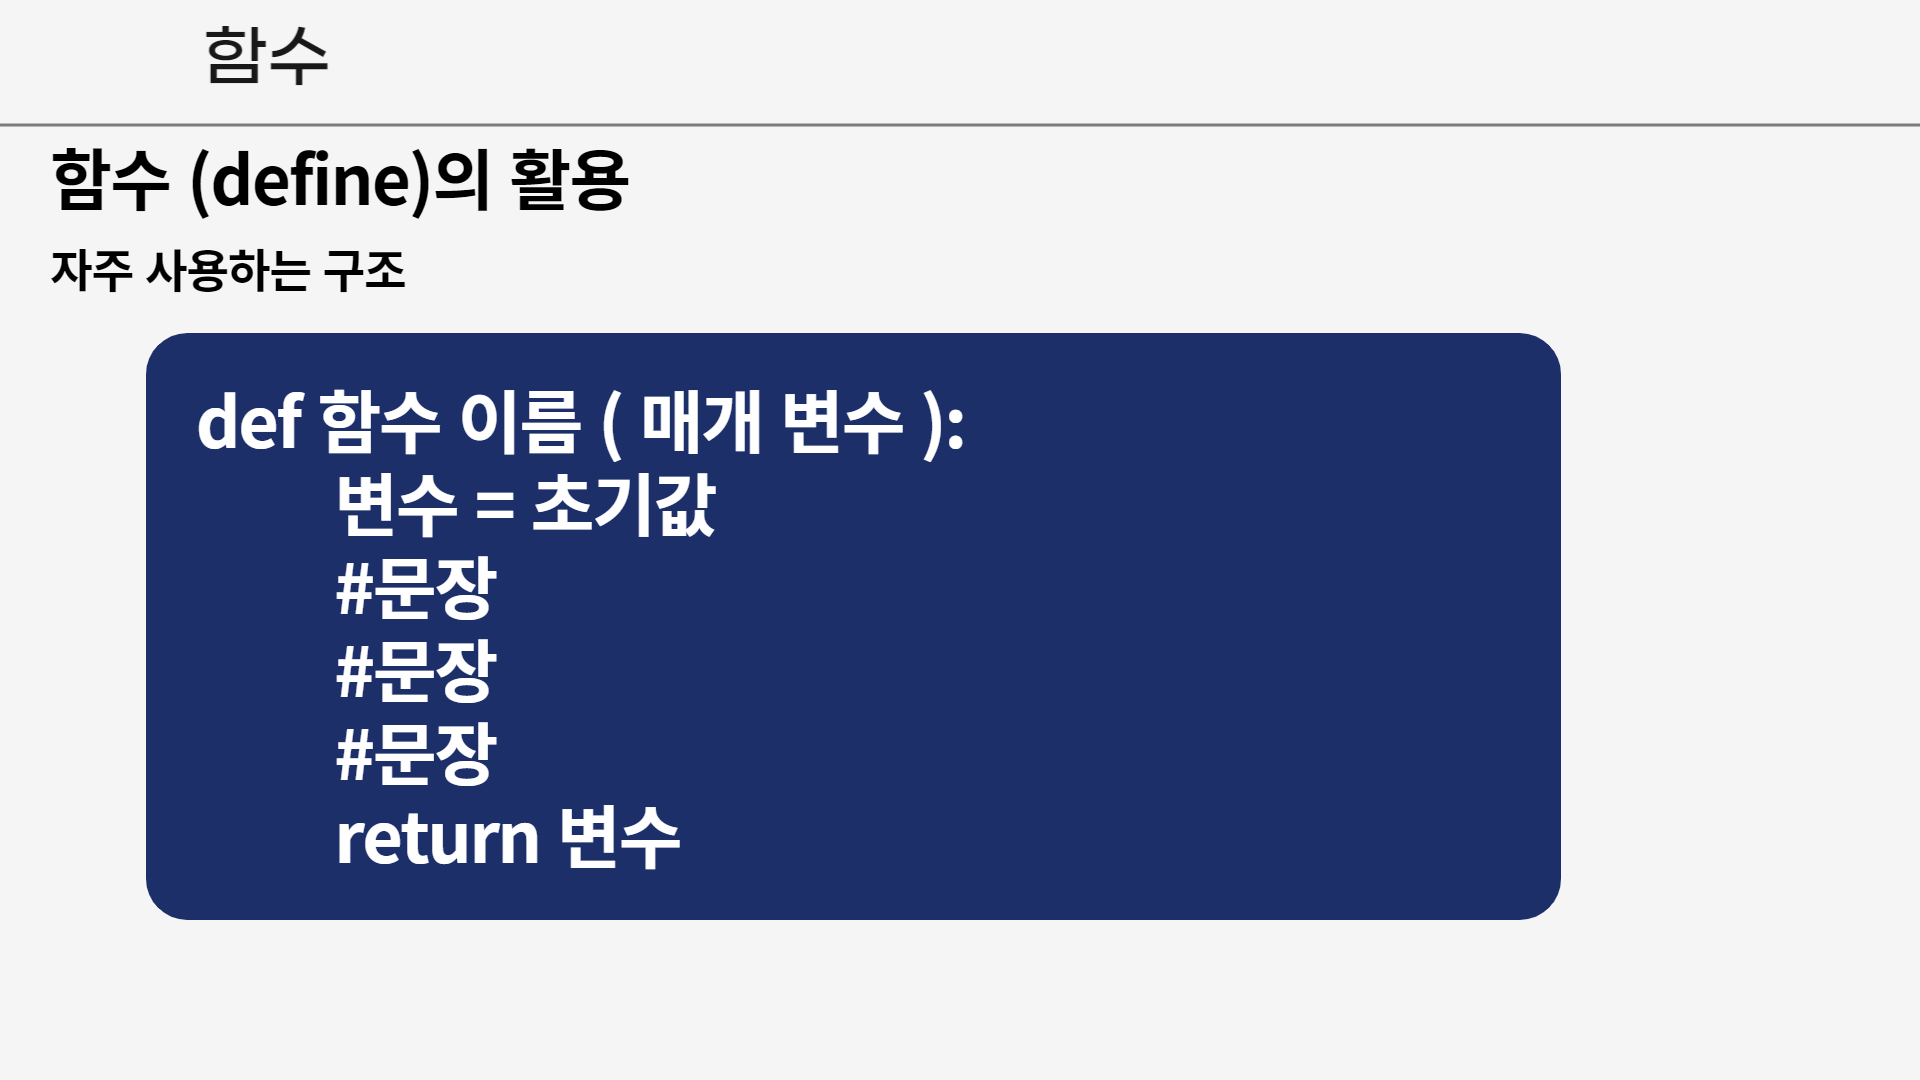 함수
함수 (define)의 활용
자주 사용하는 구조
def 함수 이름 ( 매개 변수 ):
변수 = 초기값
#문장
#문장
#문장
return 변수